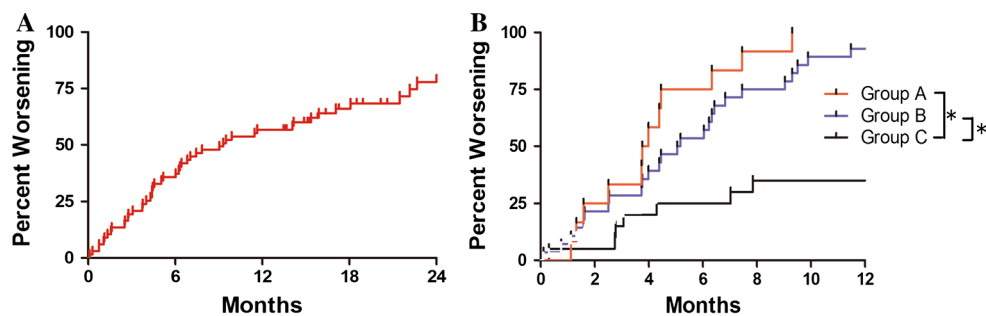 A
Percent Worsening
100
75
50
25
0
0 6 12 18 24
Months
B
Percent Worsening
100
75
50
25
0
0 2 4 6 8 10 12
Months
Group A
Group B
Group C
*
*